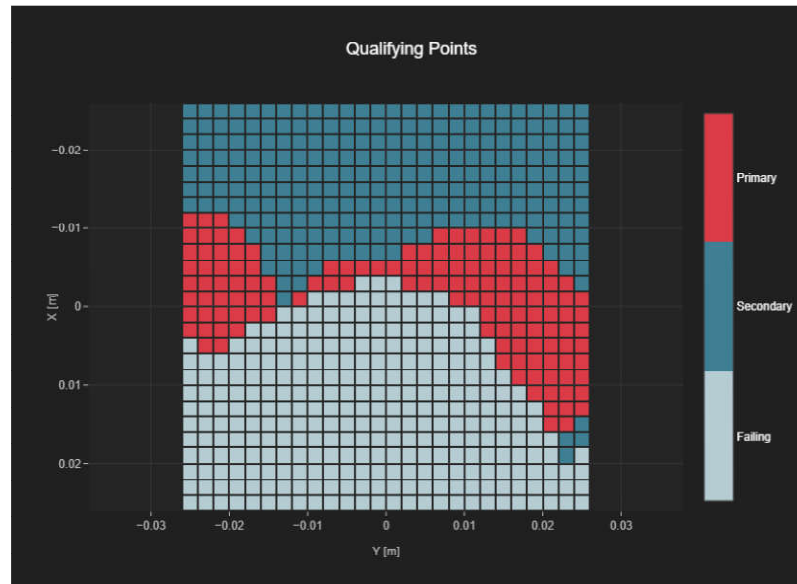 Qualifying Points
−0.02
−0.01
0
0.01
0.02
X [m]
−0.03
−0.02
−0.01
0
0.01
0.02
0.03
Y [m]
Primary
Secondary
Failing